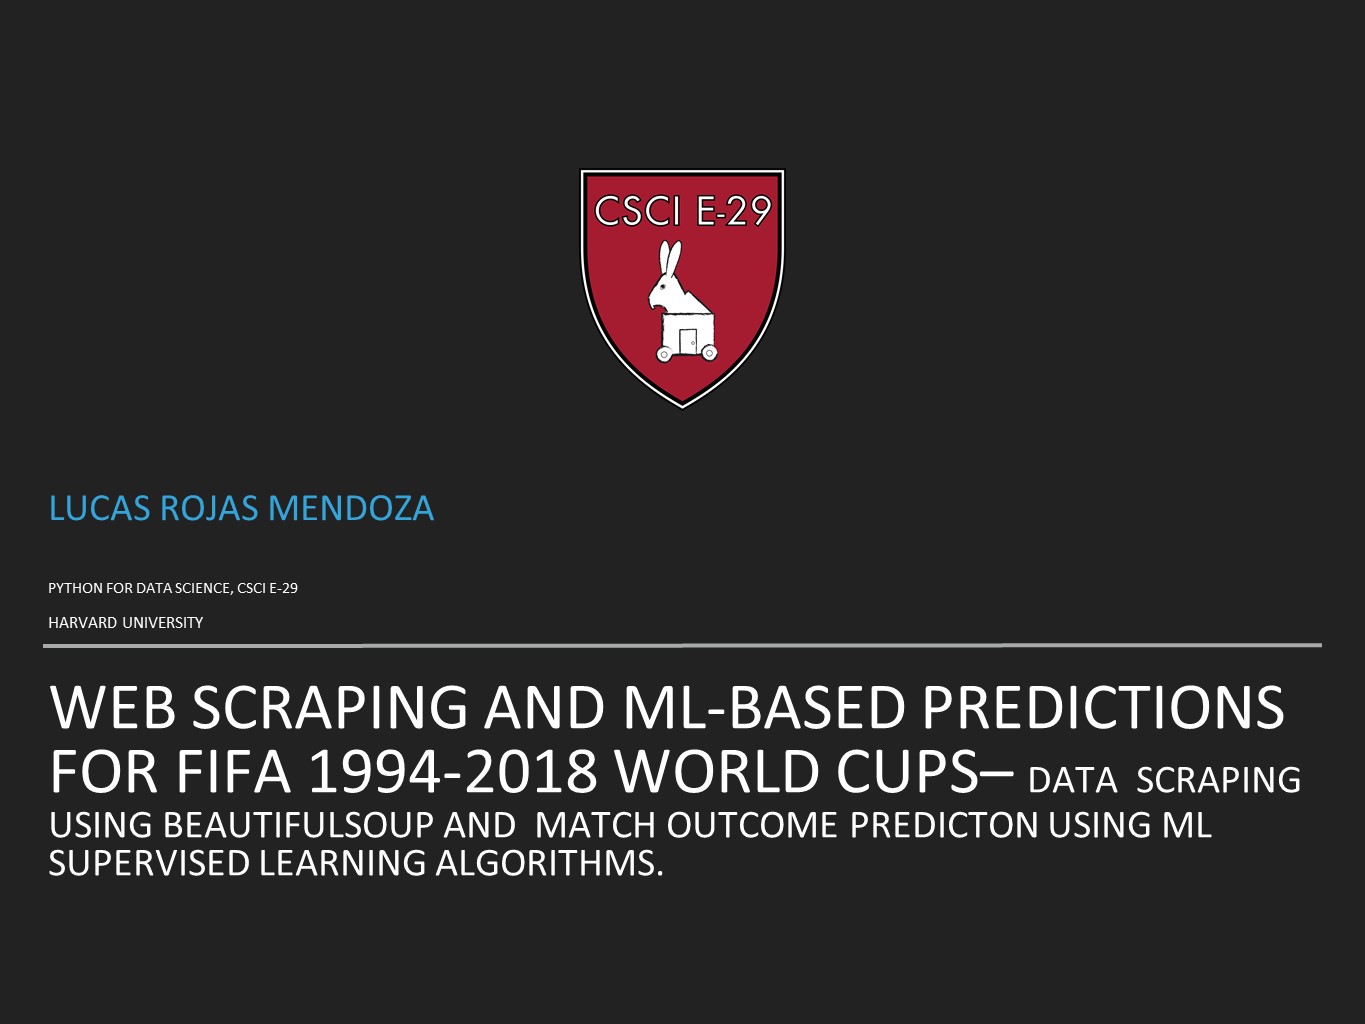 CSCI E-29
LUCAS ROJAS MENDOZA
PYTHON FOR DATA SCIENCE, CSCI E-29
HARVARD UNIVERSITY
WEB SCRAPING AND ML-BASED PREDICTIONS
FOR FIFA 1994-2018 WORLD CUPS– DATA  SCRAPING
USING BEAUTIFULSOUP AND  MATCH OUTCOME PREDICTON USING ML
SUPERVISED LEARNING ALGORITHMS.